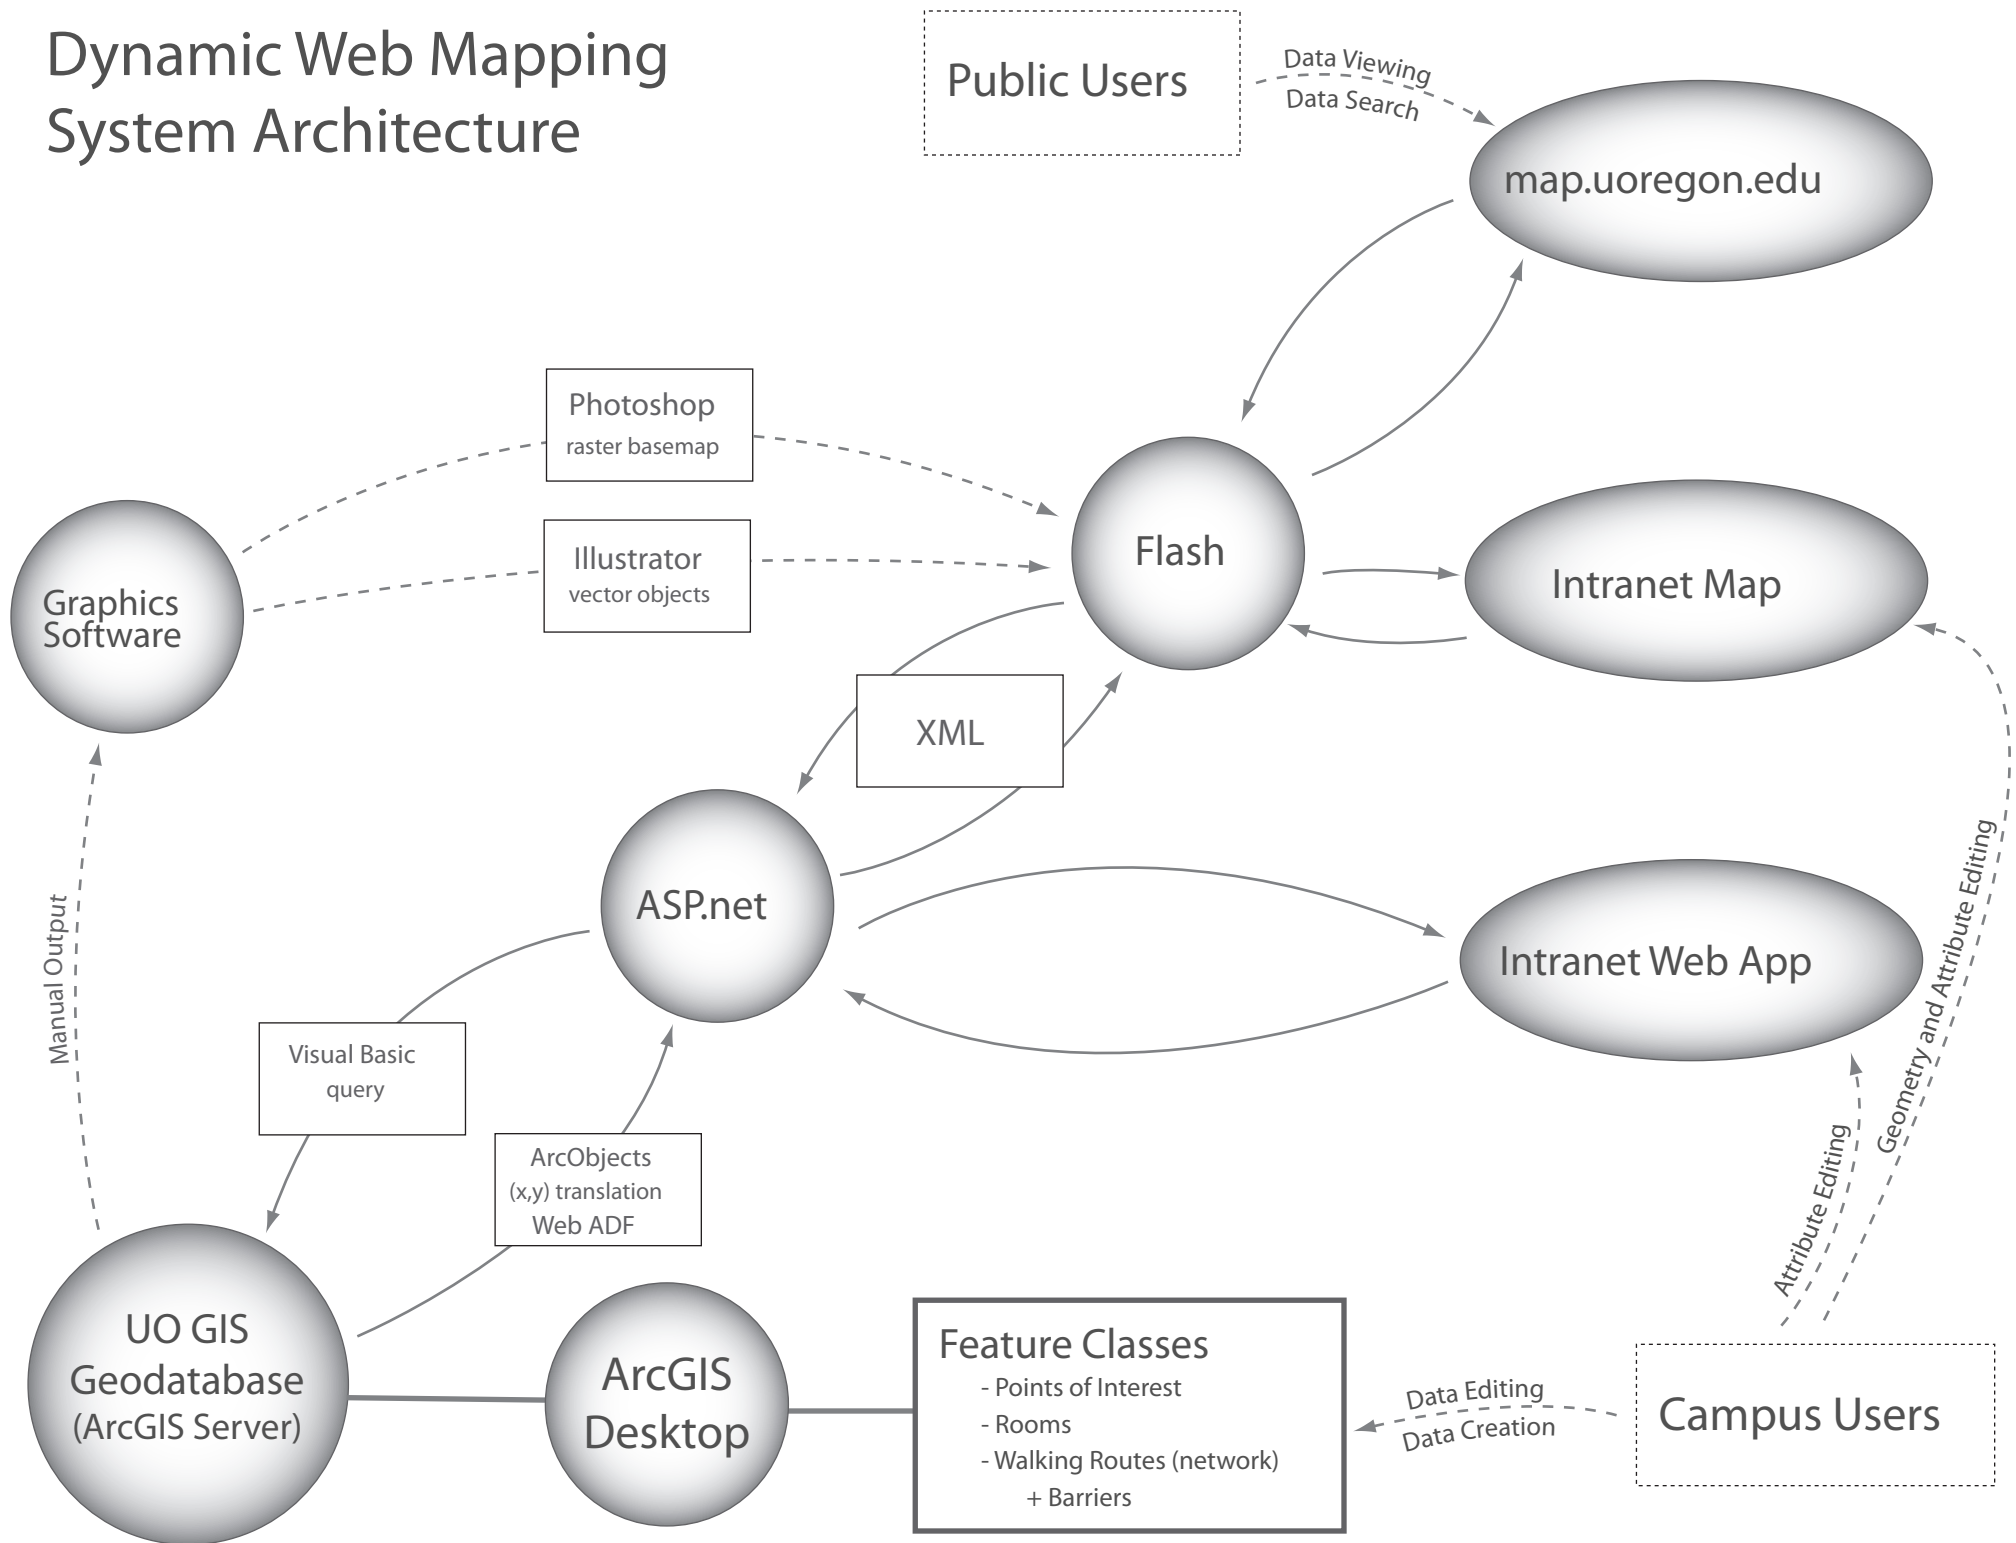 Dynamic Web Mapping
System Architecture
Public Users
Data Viewing
Data Search
map.uoregon.edu
Photoshop
raster basemap
Illustrator
vector objects
Graphics
Software
Flash
Intranet Map
XML
ASP.net
Intranet Web App
Manual Output
Visual Basic
query
ArcObjects
(x,y) translation
Web ADF
Geometry and Attribute Editing
Attribute Editing
UO GIS
Geodatabase
(ArcGIS Server)
ArcGIS
Desktop
Feature Classes
- Points of Interest
- Rooms
- Walking Routes (network)
+ Barriers
Data Editing
Data Creation
Campus Users